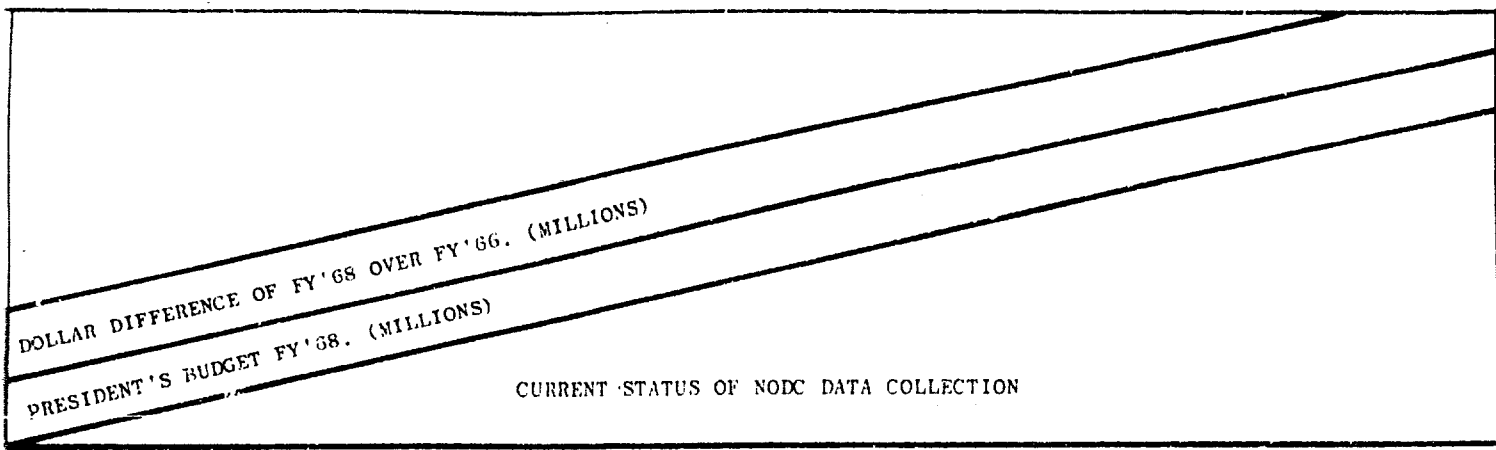 DOLLAR DIFFERENCE OF FY'68 OVER FY'66. (MILLIONS)
PRESIDENT'S BUDGET FY'68. (MILLIONS)
CURRENT STATUS OF NODC DATA COLLECTION